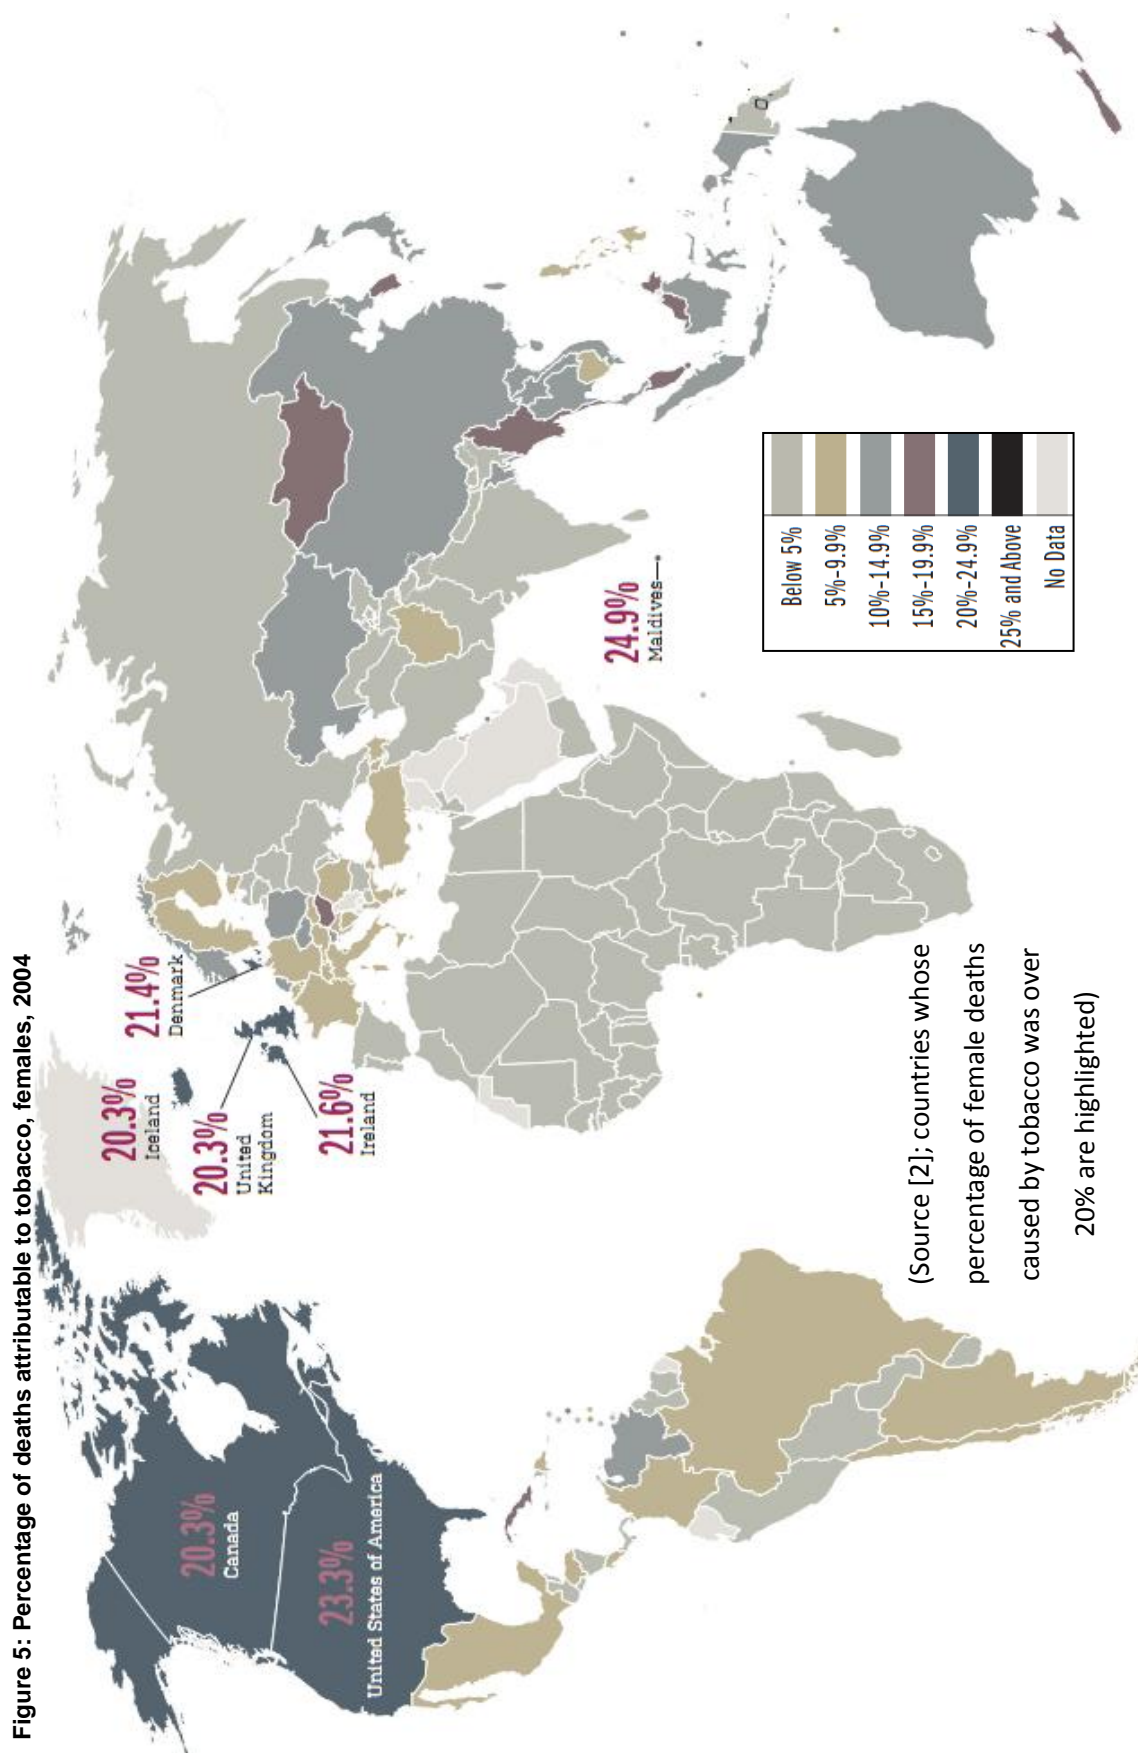 Figure 5: Percentage of deaths attributable to tobacco, females, 2004
20.3%
Canada
23.3%
United States of America
20.3%
Iceland
20.3%
United
Kingdom
21.6%
Ireland
21.4%
Denmark
24.9%
Maldives
Below 5%
5%–9.9%
10%–14.9%
15%–19.9%
20%–24.9%
25% and Above
No Data
(Source [2]; countries whose
percentage of female deaths
caused by tobacco was over
20% are highlighted)